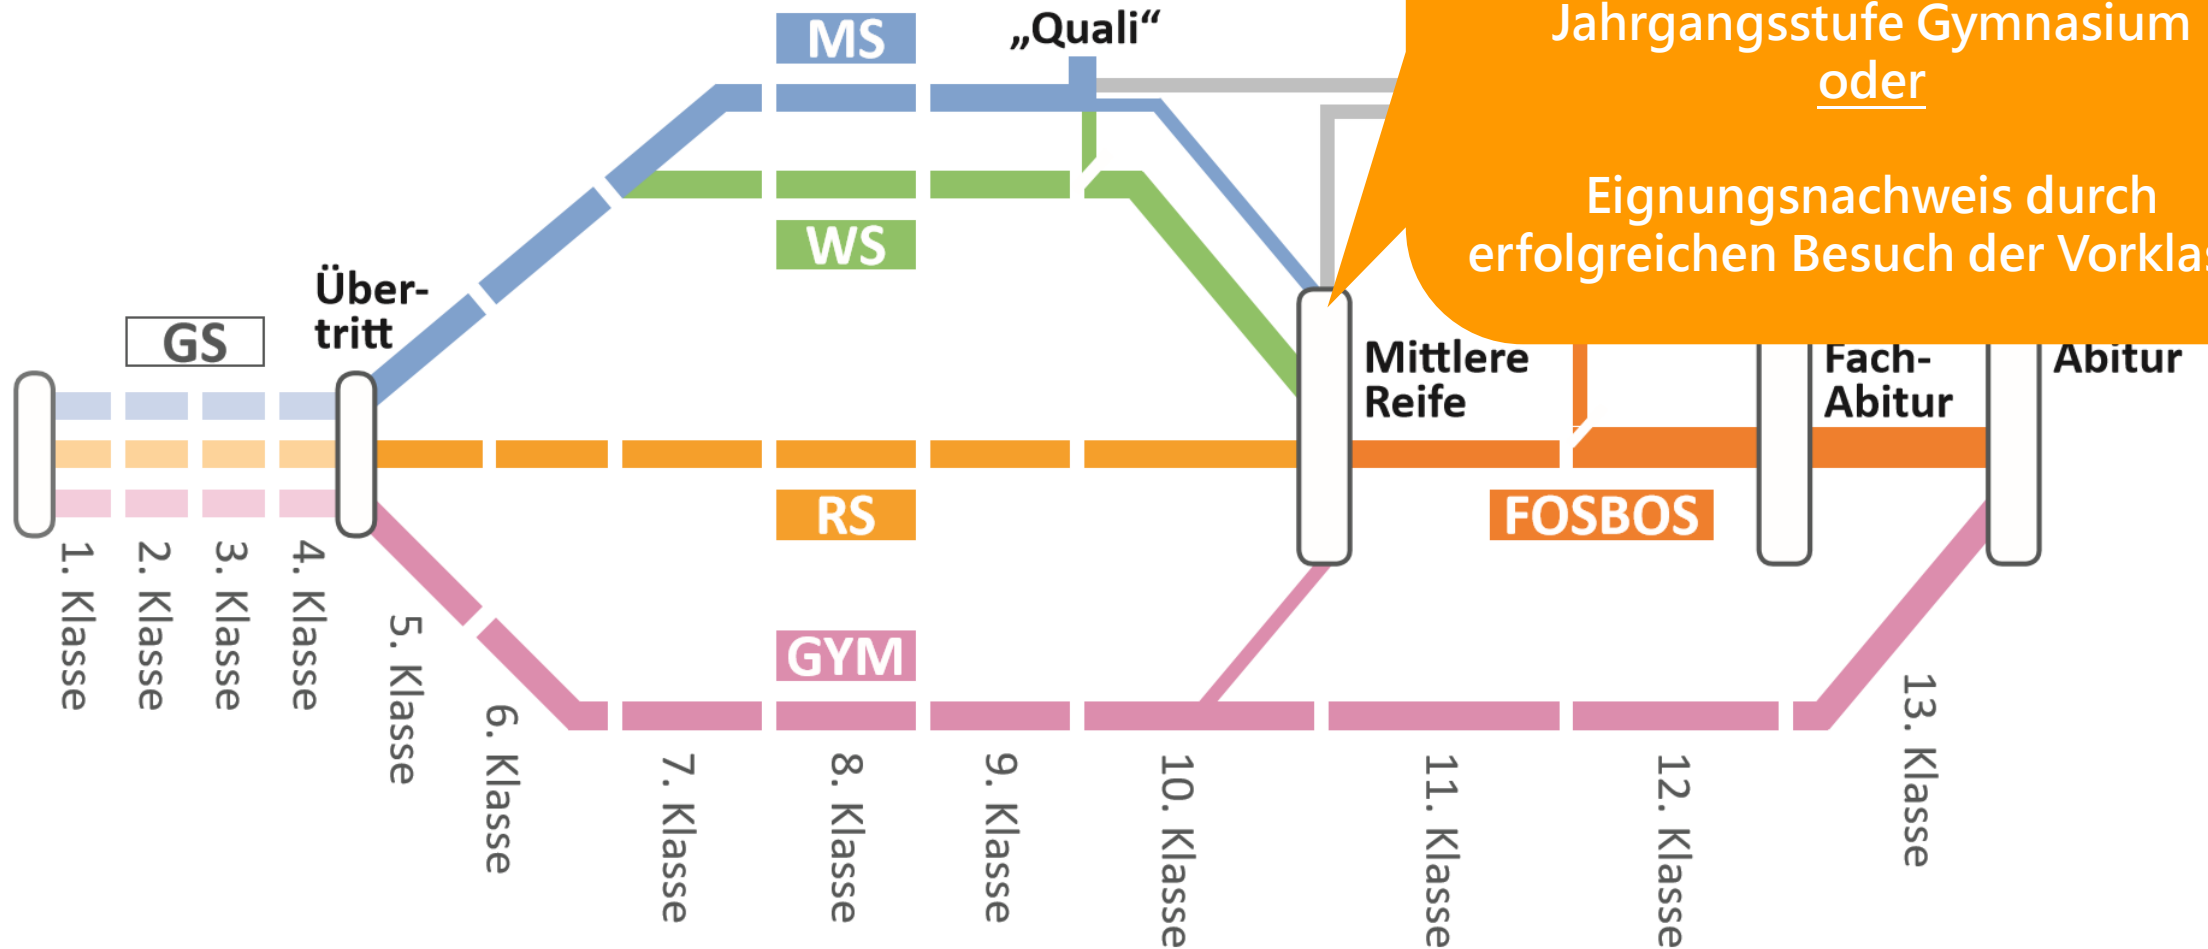 MS
„Quali“
Jahrgangsstufe Gymnasium
oder
Eignungsnachweis durch
erfolgreichen Besuch der
WS
Über-
tritt
GS
Mittlere
Reife
Fach-
Abitur
Abitur
RS
FOSBOS
GYM
1. Klasse
2. Klasse
3. Klasse
4. Klasse
5. Klasse
6. Klasse
7. Klasse
8. Klasse
9. Klasse
10. Klasse
11. Klasse
12. Klasse
13. Klasse